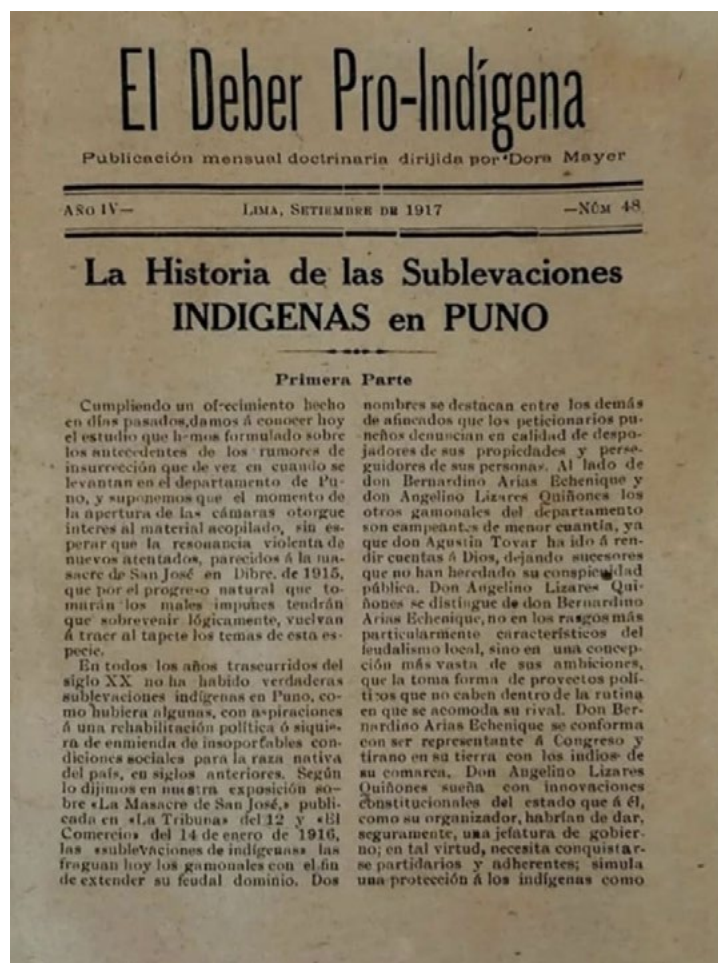 El Deber Pro-Indígena
Publicación mensual doctrinaria dirijida por Dora Mayer
AÑO IV—
LIMA, SETIEMBRE DE 1917
—NÚM 48
La Historia de las Sublevaciones
INDIGENAS en PUNO
Primera Parte
Cumpliendo un ofrecimiento hecho
en días pasados, damos á conocer hoy
el estudio que hemos formulado sobre
los antecedentes de los rumores de
insurrección que de vez en cuando se
levantan en el departamento de Pu-
no, y suponemos que el momento de
la apertura de las cámaras otorgue
interes al material acopilado, sin es-
perar que la resonancia violenta de
nuevos atentados, parecidos á la ma-
sacre de San José en Dibre. de 1915,
que por el progreso natural que to-
marán los males impunes tendrán
que sobrevenir lógicamente, vuelvan
á traer al tapete los temas de esta es-
pecie.
En todos los años trascurridos del
siglo XX no ha habido verdaderas
sublevaciones indígenas en Puno, co-
mo hubiera algunas, con aspiraciones
á una rehabilitación política ó siquie-
ra de enmienda de insoportables con-
diciones sociales para la raza nativa
del país, en siglos anteriores. Según
lo dijimos en nuestra exposición so-
bre «La Masacre de San José,» publi-
cada en «La Tribuna» del 12 y «El
Comercio» del 14 de enero de 1916,
las «sublevaciones de indígenas» las
fraguan hoy los gamonales con el fin
de extender su feudal dominio. Dos
nombres se destacan entre los demás
de afincados que los peticionarios pu-
neños denuncian en calidad de despo-
jadores de sus propiedades y perse-
guidores de sus personas. Al lado de
don Bernardino Arias Echenique y
don Angelino Lizares Quiñones los
otros gamonales del departamento
son campeantes de menor cuantía, ya
que don Agustin Tovar ha ido á ren-
dir cuentas á Dios, dejando sucesores
que no han heredado su conspicuidad
pública. Don Angelino Lizares Qui-
ñones se distingue de don Bernardino
Arias Echenique, no en los rasgos más
particularmente característicos del
feudalismo local, sino en una concep-
ción más vasta de sus ambiciones,
que la toma forma de proyectos polí-
ticos que no caben dentro de la rutina
en que se acomoda su rival. Don Ber-
nardino Arias Echenique se conforma
con ser representante á Congreso y
tirano en su tierra con los indios de
su comarca. Don Angelino Lizares
Quiñones sueña con innovaciones
constitucionales del estado que á él,
como su organizador, habrían de dar,
seguramente, una jefatura de gobier-
no; en tal virtud, necesita conquistar-
se partidarios y adherentes; simula
una protección á los indígenas como